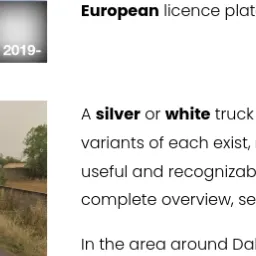 European licence plat
2019-
A silver or white truck
variants of each exist,
useful and recognizab
complete overview, se
In the area around Da